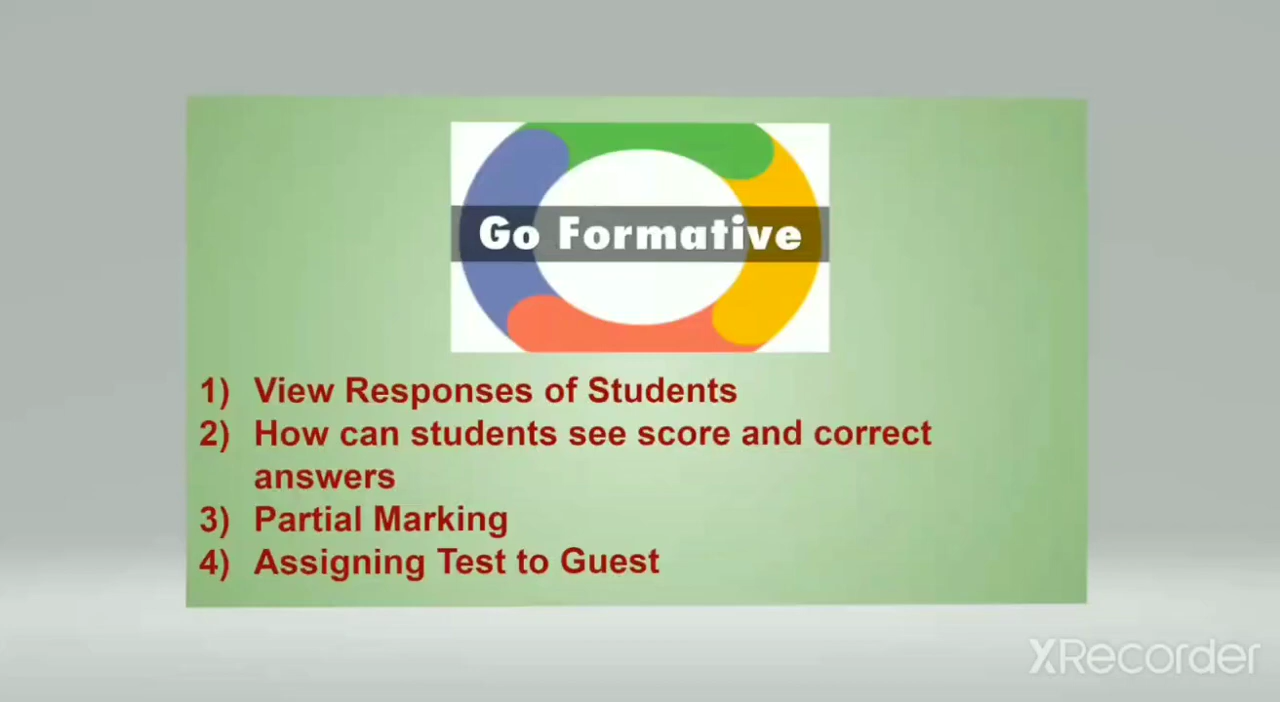 Go Formative
1) View Responses of Students
2) How can students see score and correct
answers
3) Partial Marking
4) Assigning Test to Guest
XRecorder